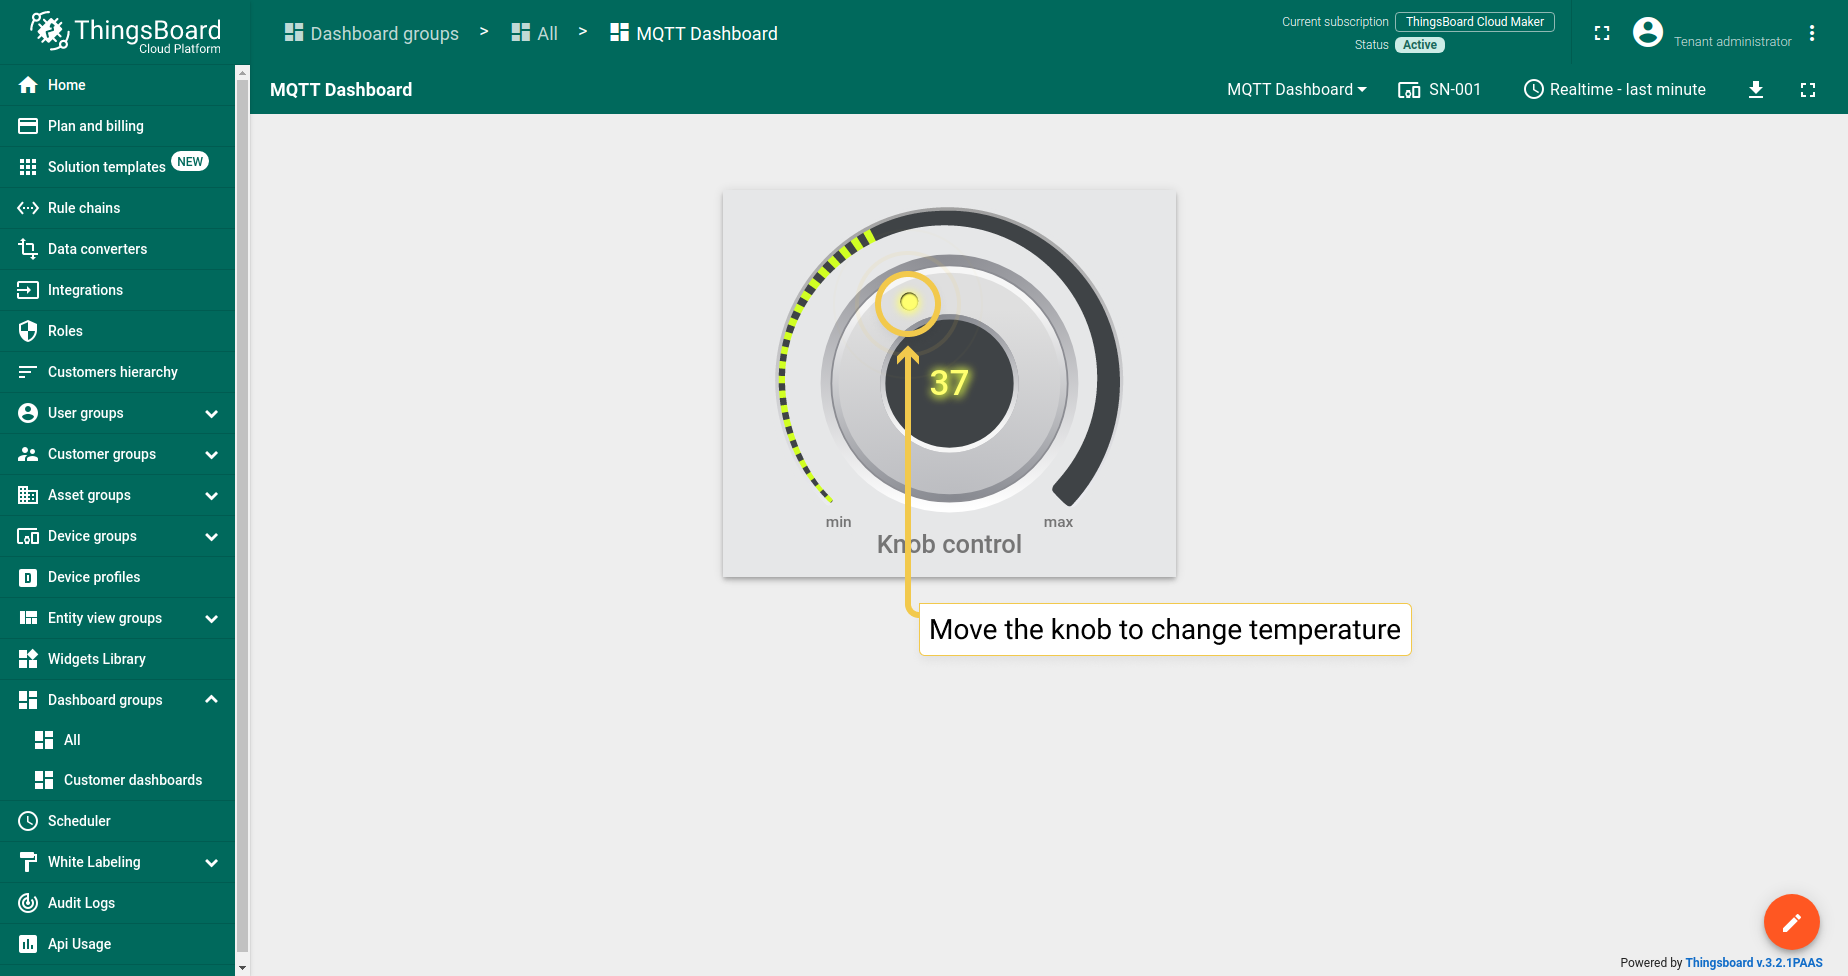 ThingsBoard
Cloud Platform
Dashboard groups > All > MQTT Dashboard
Current subscription ThingsBoard Cloud Maker
Status Active
Tenant administrator
MQTT Dashboard
MQTT Dashboard SN-001 Realtime - last minute
Home
Plan and billing
Solution templates NEW
Rule chains
Data converters
Integrations
Roles
Customers hierarchy
User groups
Customer groups
Asset groups
Device groups
Device profiles
Entity view groups
Widgets Library
Dashboard groups
All
Customer dashboards
Scheduler
White Labeling
Audit Logs
Api Usage
37
min max
Knob control
Move the knob to change temperature
Powered by Thingsboard v.3.2.1PAAS